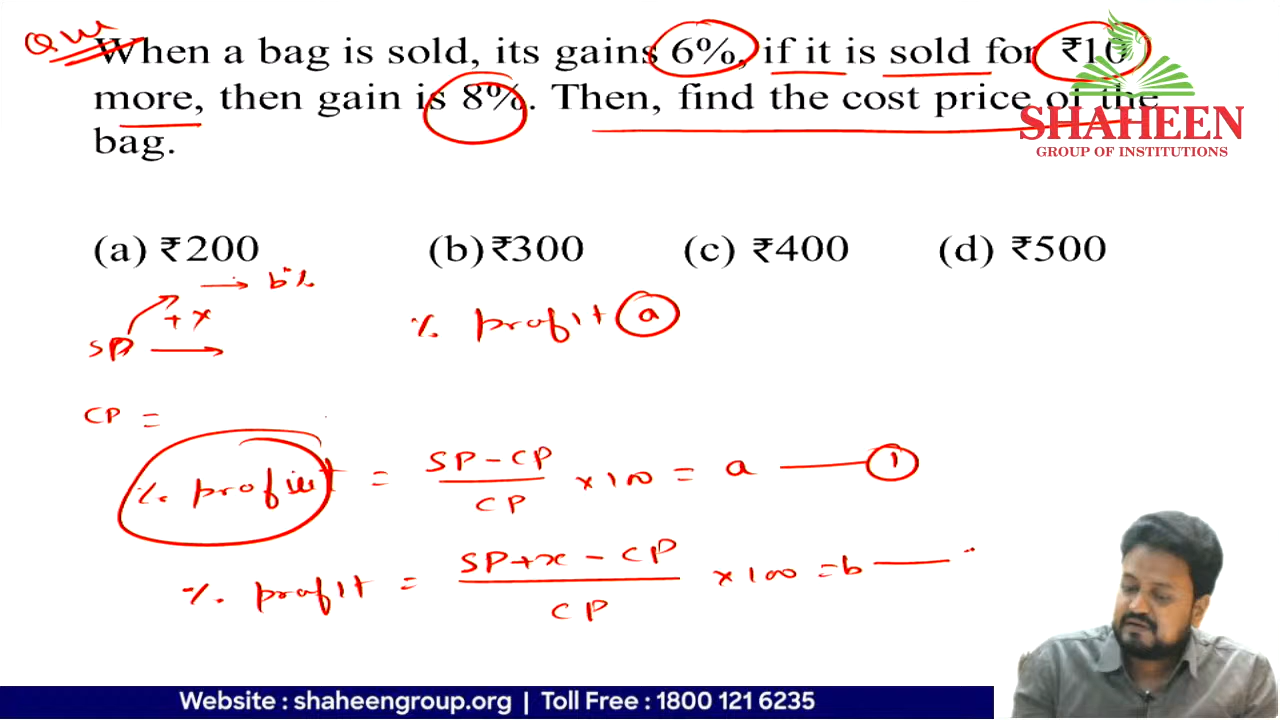 QW
When a bag is sold, its gains 6%, if it is sold for ₹10
more, then gain is 8%. Then, find the cost price of the
bag.
SHAHEEN
GROUP OF INSTITUTIONS
(a) ₹200 (b) ₹300 (c) ₹400 (d) ₹500
→ b%
+ x
% profit a
SP →
CP =
% profit = SP - CP / CP × 100 = a — 1
% profit = SP + x - CP / CP × 100 = b —
Website : shaheengroup.org | Toll Free : 1800 121 6235